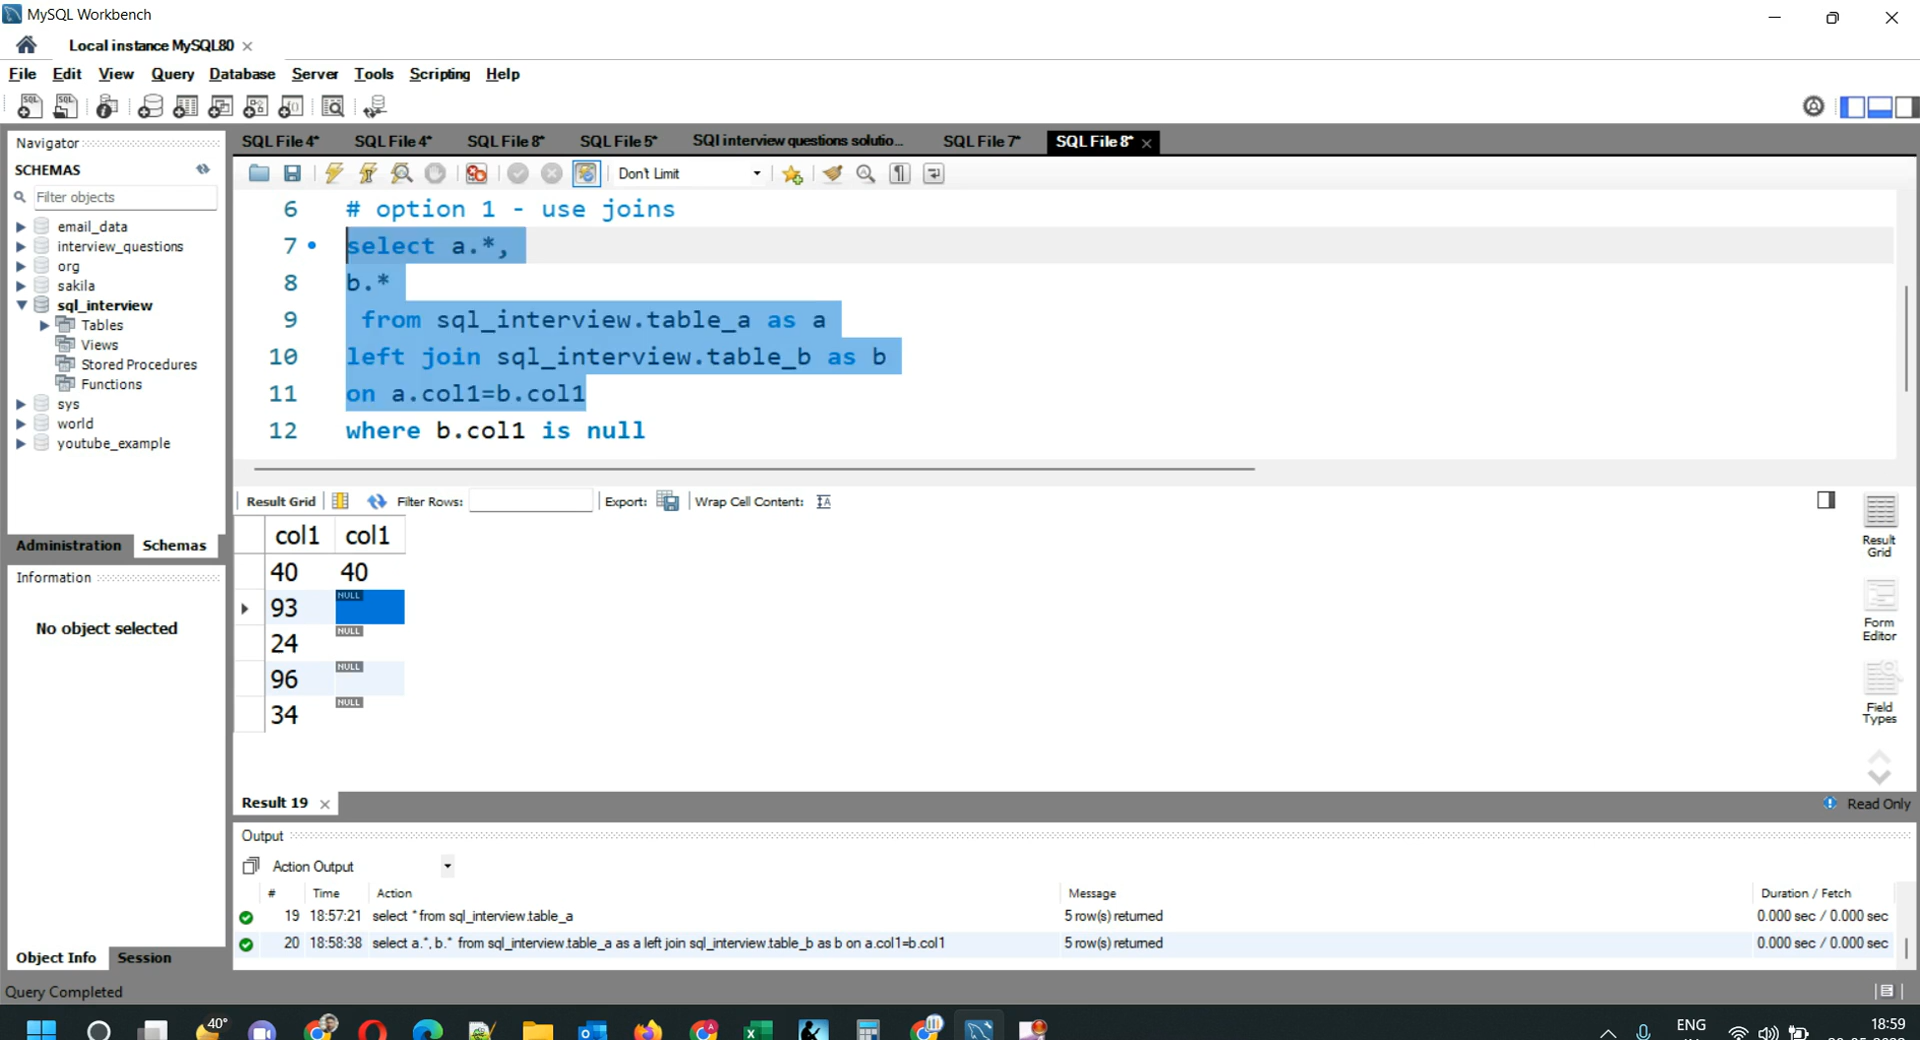 MySQL Workbench
Local instance MySQL80
File Edit View Query Database Server Tools Scripting Help
Navigator
SCHEMAS
Filter objects
email_data
interview_questions
org
sakila
sql_interview
Tables
Views
Stored Procedures
Functions
sys
world
youtube_example
Administration Schemas
Information
No object selected
Object Info Session
SQL File 4* SQL File 4* SQL File 8* SQL File 5* SQl interview questions solutio... SQL File 7* SQL File 8*
Don't Limit
6 # option 1 - use joins
7 select a.*,
8 b.*
9 from sql_interview.table_a as a
10 left join sql_interview.table_b as b
11 on a.col1=b.col1
12 where b.col1 is null
Result Grid Filter Rows: Export: Wrap Cell Content:
col1 col1
40 40
93 NULL
24 NULL
96 NULL
34 NULL
Result Grid
Form Editor
Field Types
Result 19
Read Only
Output
Action Output
# Time Action Message Duration / Fetch
19 18:57:21 select * from sql_interview.table_a 5 row(s) returned 0.000 sec / 0.000 sec
20 18:58:38 select a.*, b.* from sql_interview.table_a as a left join sql_interview.table_b as b on a.col1=b.col1 5 row(s) returned 0.000 sec / 0.000 sec
Query Completed
40°
ENG
18:59